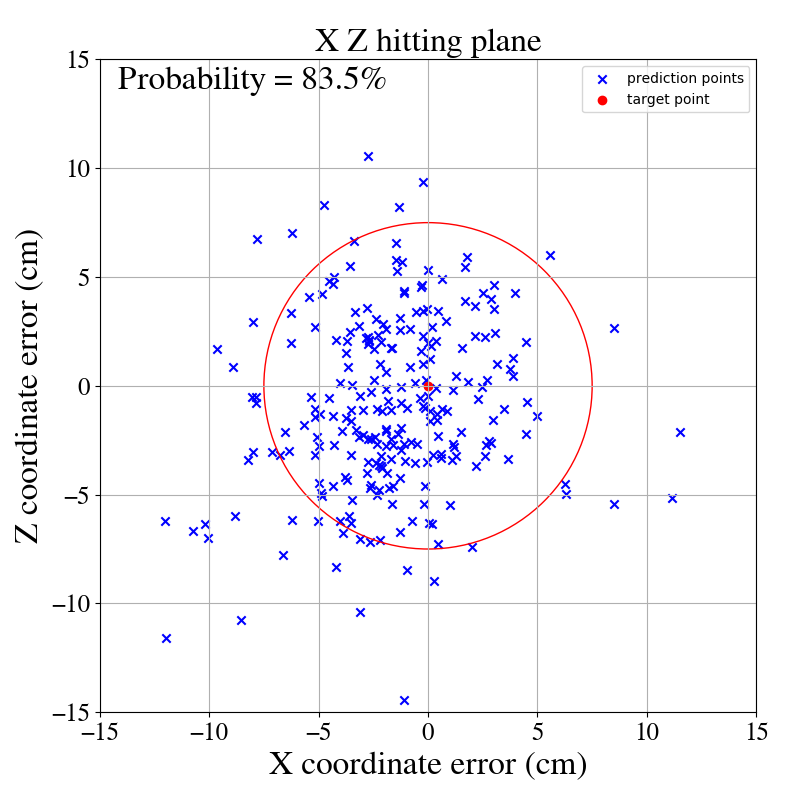 X Z hitting plane
Probability = 83.5%
prediction points
target point
Z coordinate error (cm)
15
10
5
0
−5
−10
−15
−15 −10 −5 0 5 10 15
X coordinate error (cm)